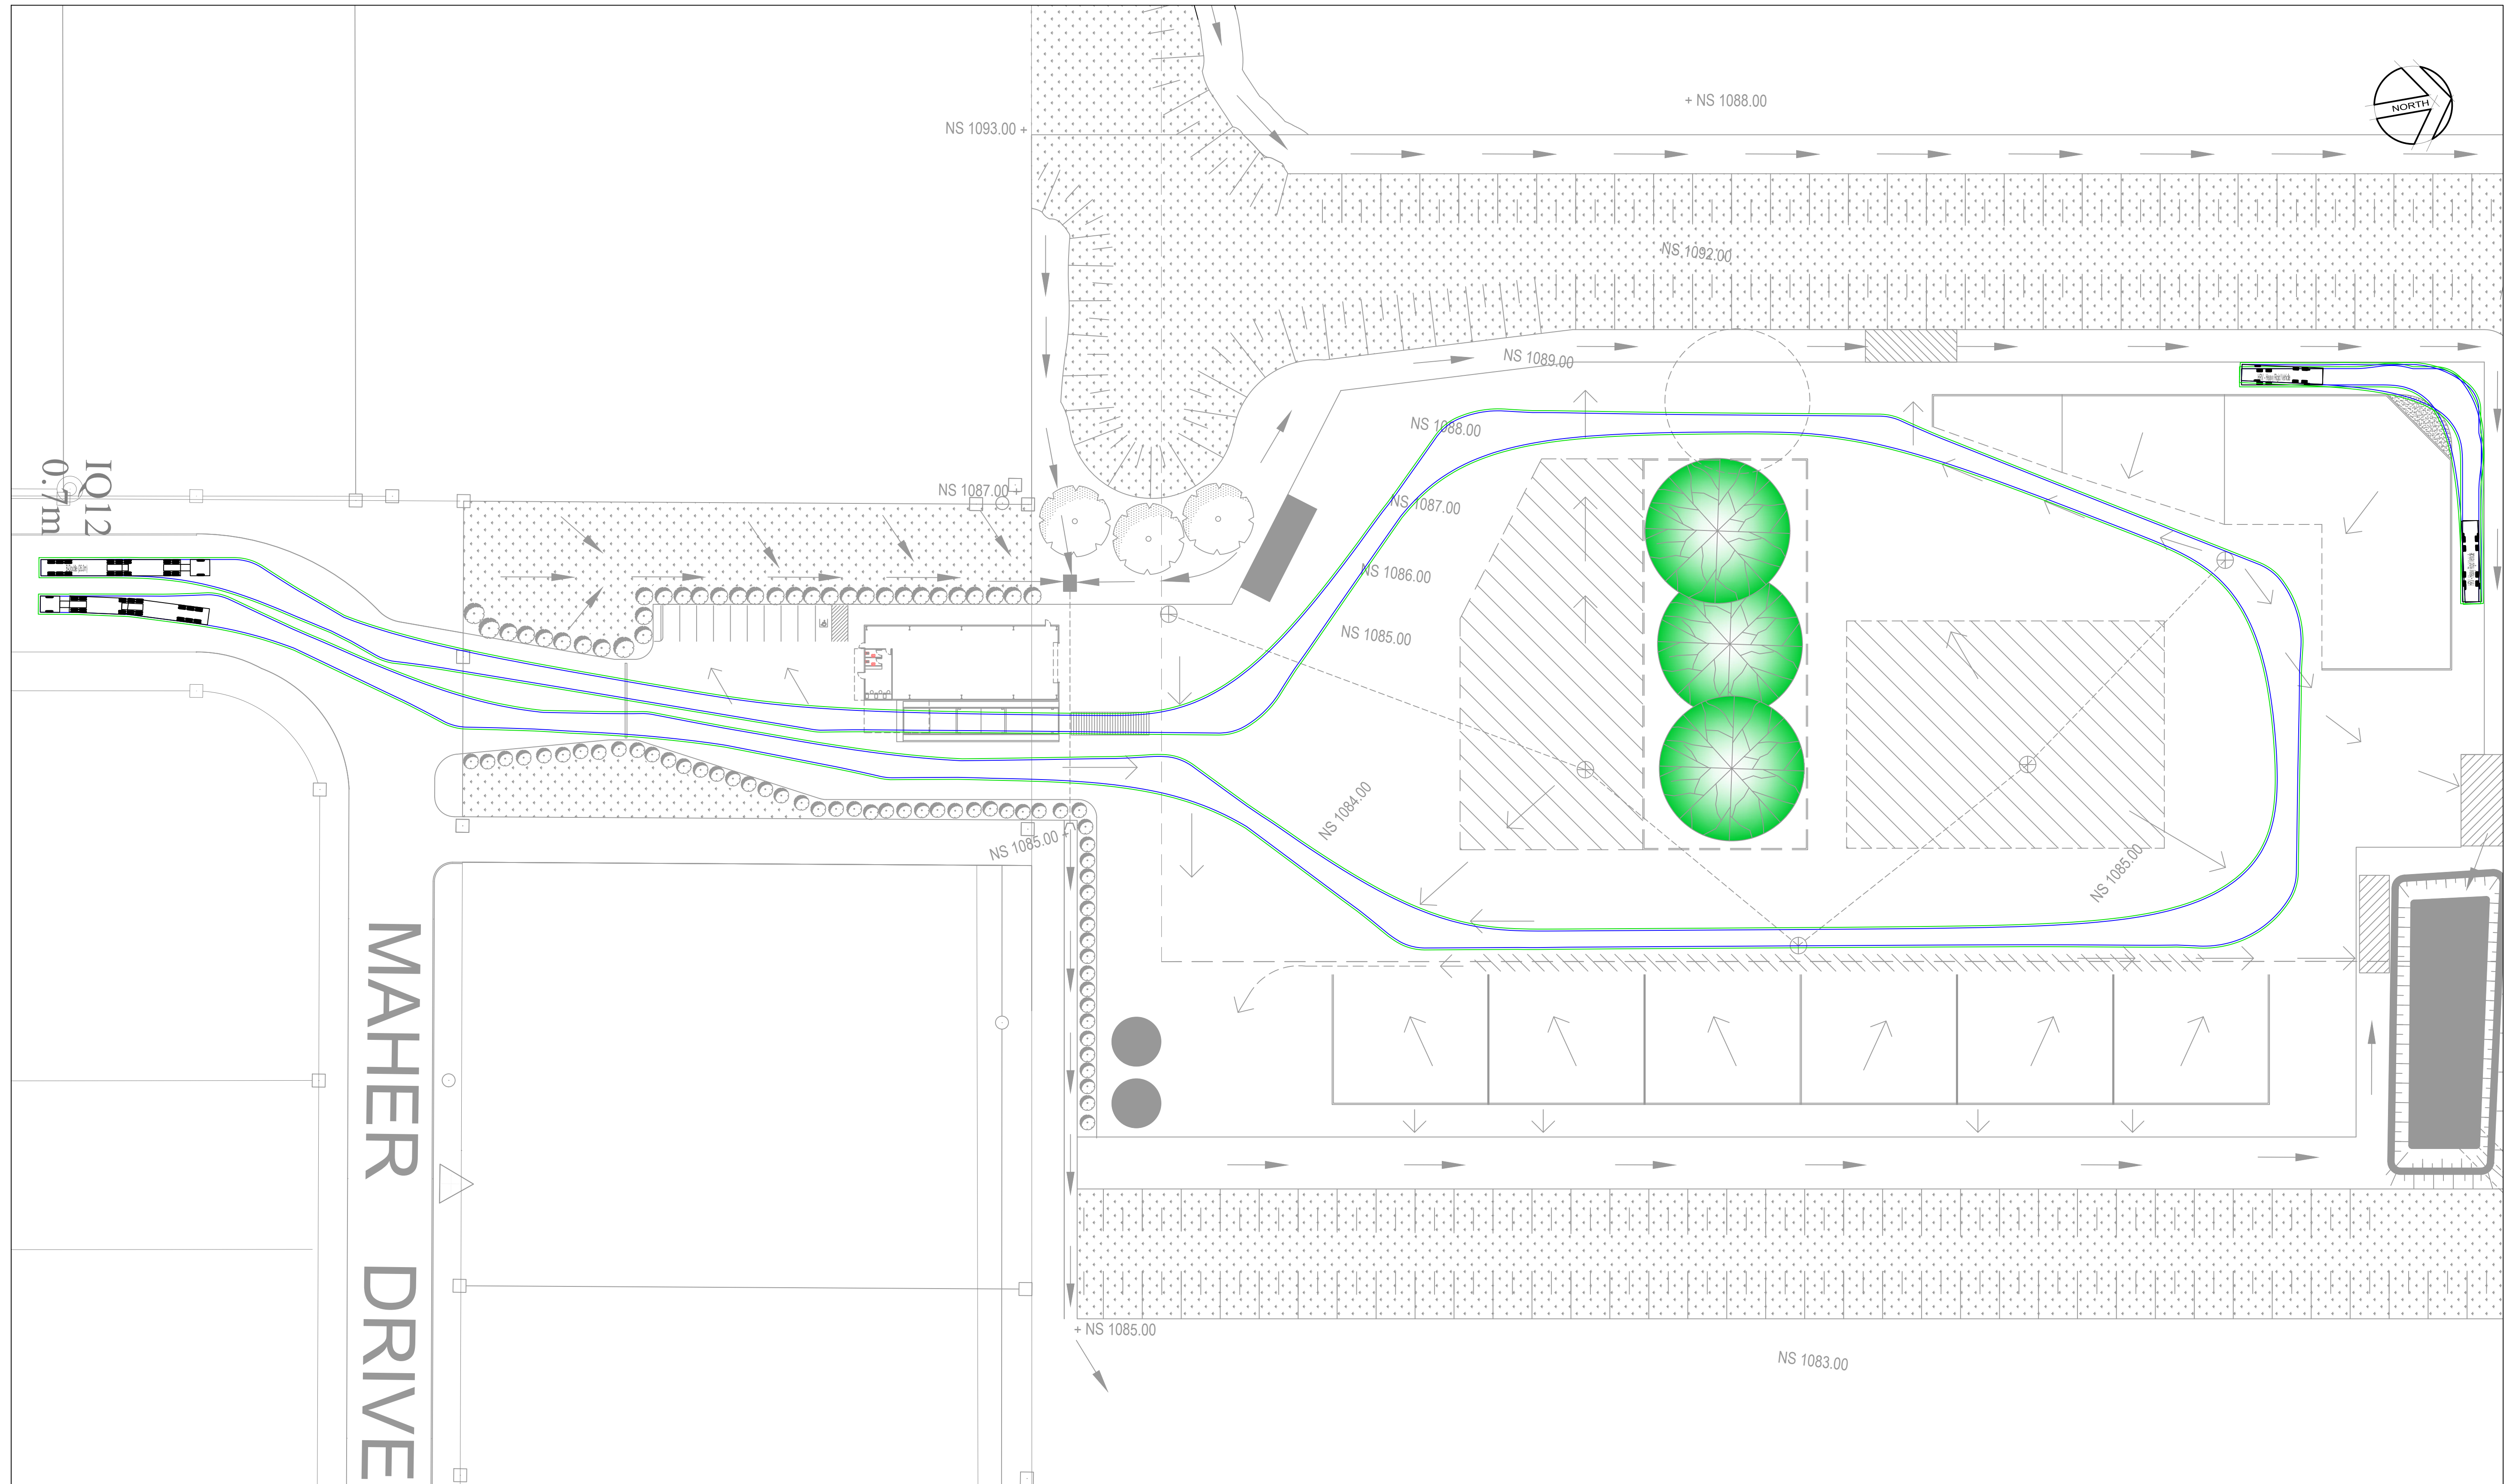 + NS 1088.00
NORTH
NS 1093.00 +
NS 1092.00
NS 1089.00
NS 1088.00
NS 1087.00 +
NS 1087.00
IQ12
0.7m
NS 1086.00
NS 1085.00
NS 1084.00
NS 1085.00 +
NS 1085.00
MAHER DRIVE
+ NS 1085.00
NS 1083.00